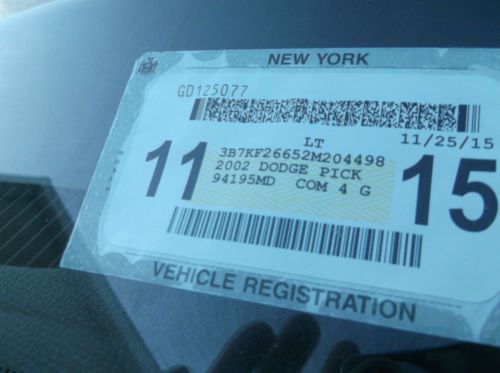 NEW YORK
GD125077
LT 11/25/15
11 3B7KF26652M204498 15
2002 DODGE PICK
94195MD COM 4 G
VEHICLE REGISTRATION